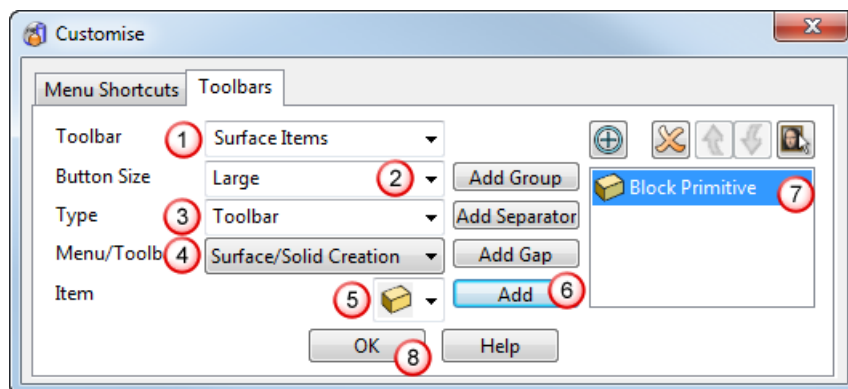 Customise
x
Menu Shortcuts Toolbars
Toolbar 1 Surface Items
Button Size Large 2 Add Group
Block Primitive 7
Type 3 Toolbar Add Separator
Menu/Toolb 4 Surface/Solid Creation Add Gap
Item 5 Add 6
OK 8 Help